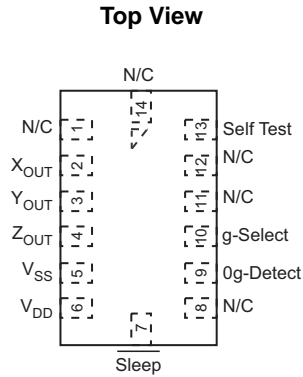 Top View
N/C
14
N/C 1 13 Self Test
XOUT 2 12 N/C
YOUT 3 11 N/C
ZOUT 4 10 g-Select
VSS 5 9 0g-Detect
VDD 6 8 N/C
7
Sleep